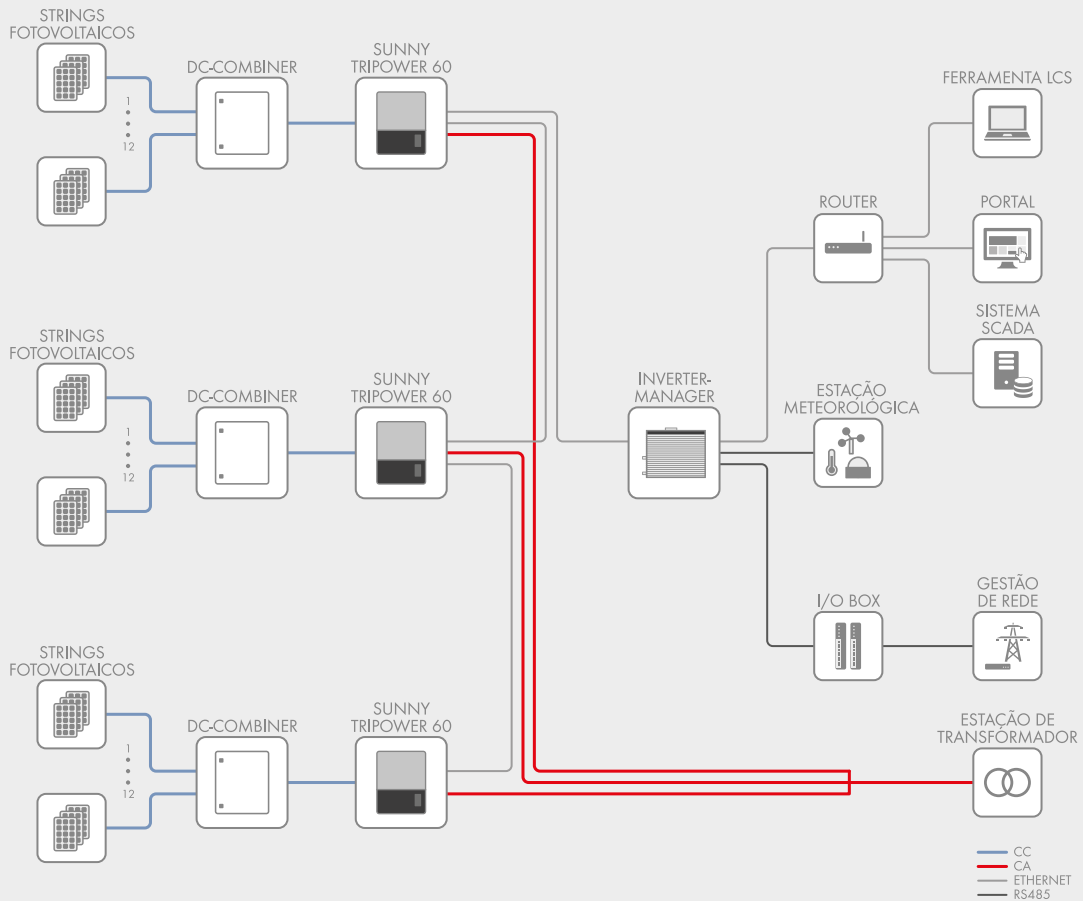 STRINGS
FOTOVOLTAICOS
DC-COMBINER
SUNNY
TRIPOWER 60
1
12
FERRAMENTA LCS
ROUTER
PORTAL
SISTEMA
SCADA
STRINGS
FOTOVOLTAICOS
DC-COMBINER
SUNNY
TRIPOWER 60
1
12
INVERTER-
MANAGER
ESTAÇÃO
METEOROLÓGICA
I/O BOX
GESTÃO
DE REDE
STRINGS
FOTOVOLTAICOS
DC-COMBINER
SUNNY
TRIPOWER 60
1
12
ESTAÇÃO DE
TRANSFORMADOR
CC
CA
ETHERNET
RS485